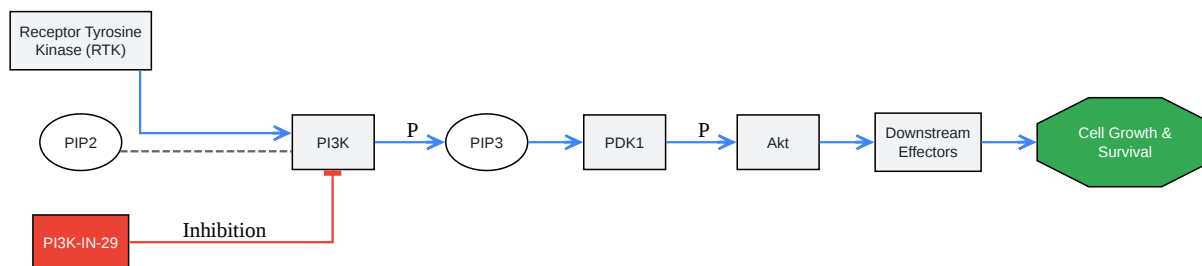 Receptor Tyrosine
Kinase (RTK)
PIP2
PI3K
P
PIP3
PDK1
P
Akt
Downstream
Effectors
Cell Growth &
Survival
PI3K-IN-29
Inhibition